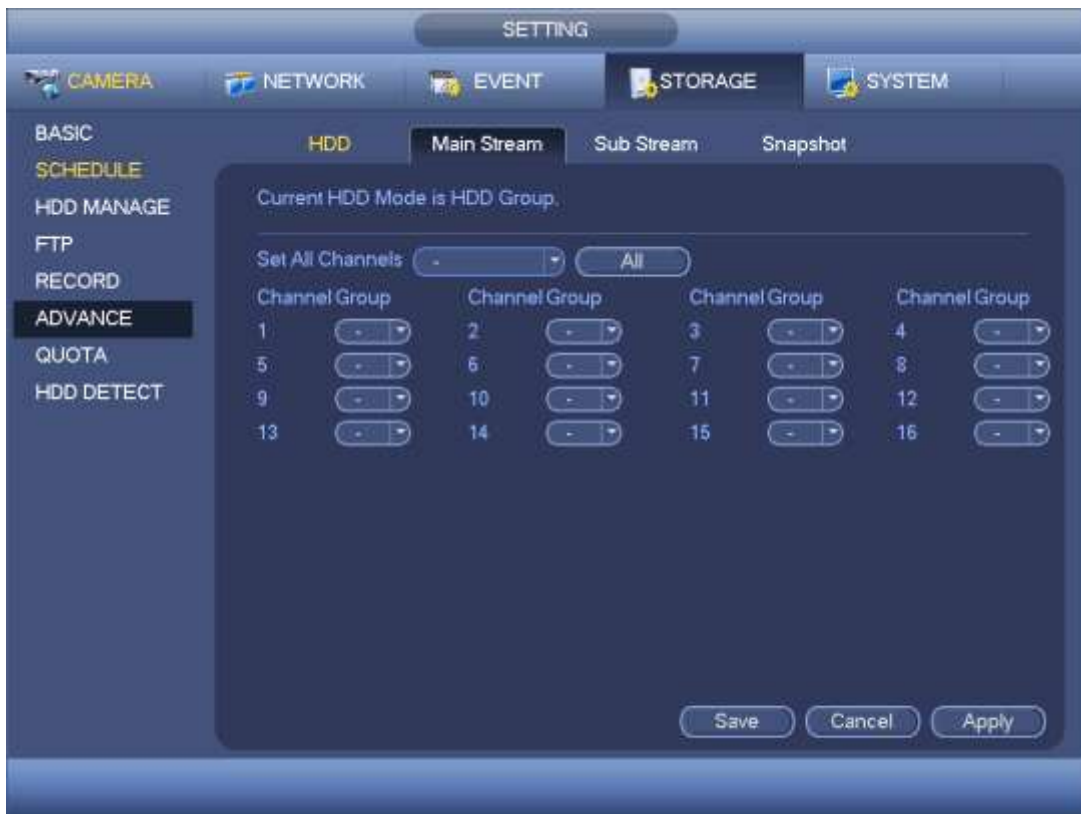 SETTING
CAMERA NETWORK EVENT STORAGE SYSTEM
BASIC
SCHEDULE
HDD MANAGE
FTP
RECORD
ADVANCE
QUOTA
HDD DETECT
HDD Main Stream Sub Stream Snapshot
Current HDD Mode is HDD Group.
Set All Channels - All
Channel Group Channel Group Channel Group Channel Group
1 - 2 - 3 - 4 -
5 - 6 - 7 - 8 -
9 - 10 - 11 - 12 -
13 - 14 - 15 - 16 -
Save Cancel Apply